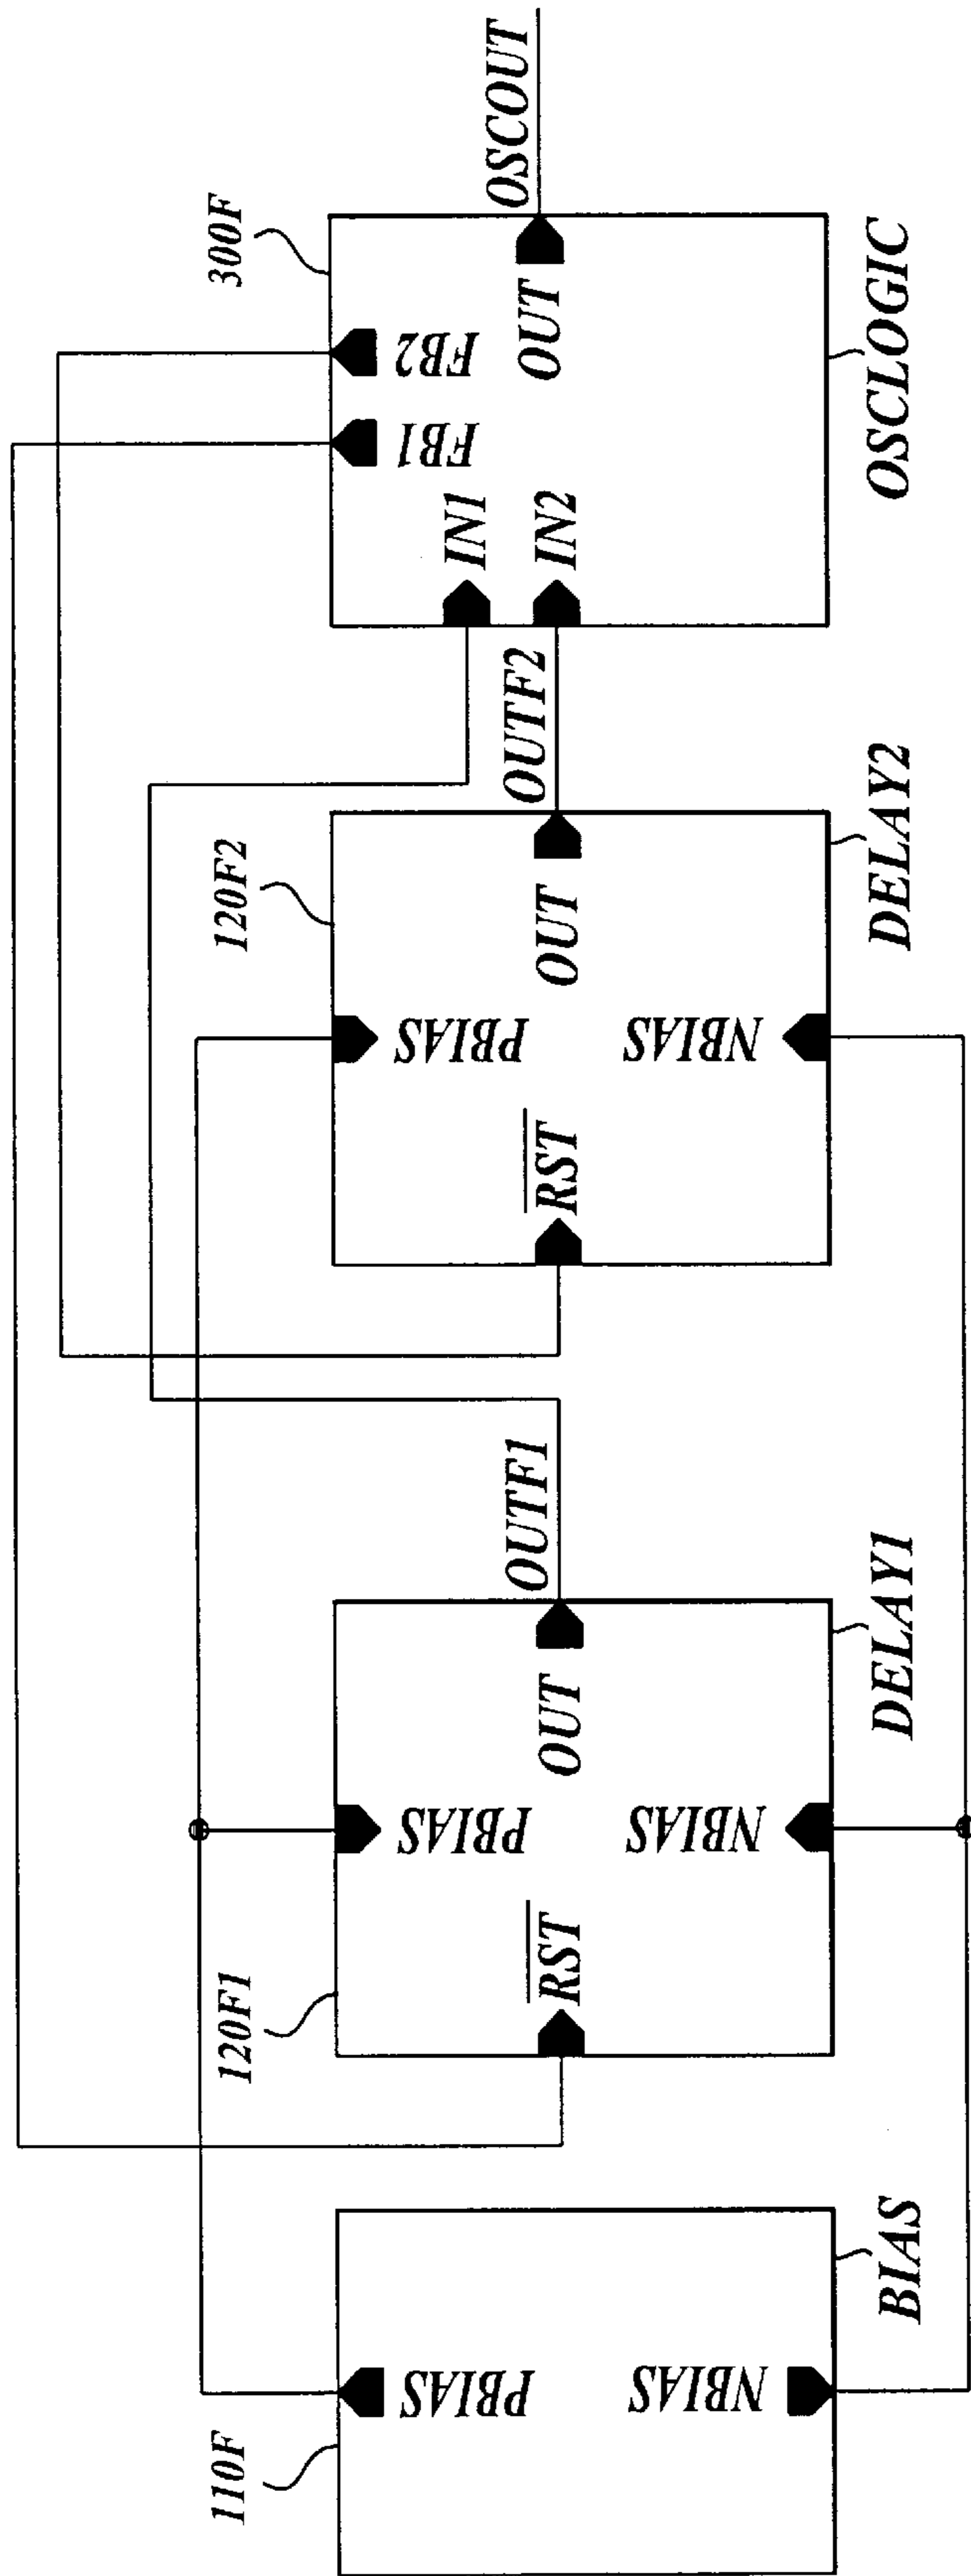 110F
PBIAS
NBIAS
BIAS
120F1
PBIAS
RST
OUT
NBIAS
DELAY1
OUTF1
120F2
PBIAS
RST
OUT
NBIAS
DELAY2
OUTF2
300F
FB1
FB2
IN1
IN2
OUT
OSCLOGIC
OSCOUT